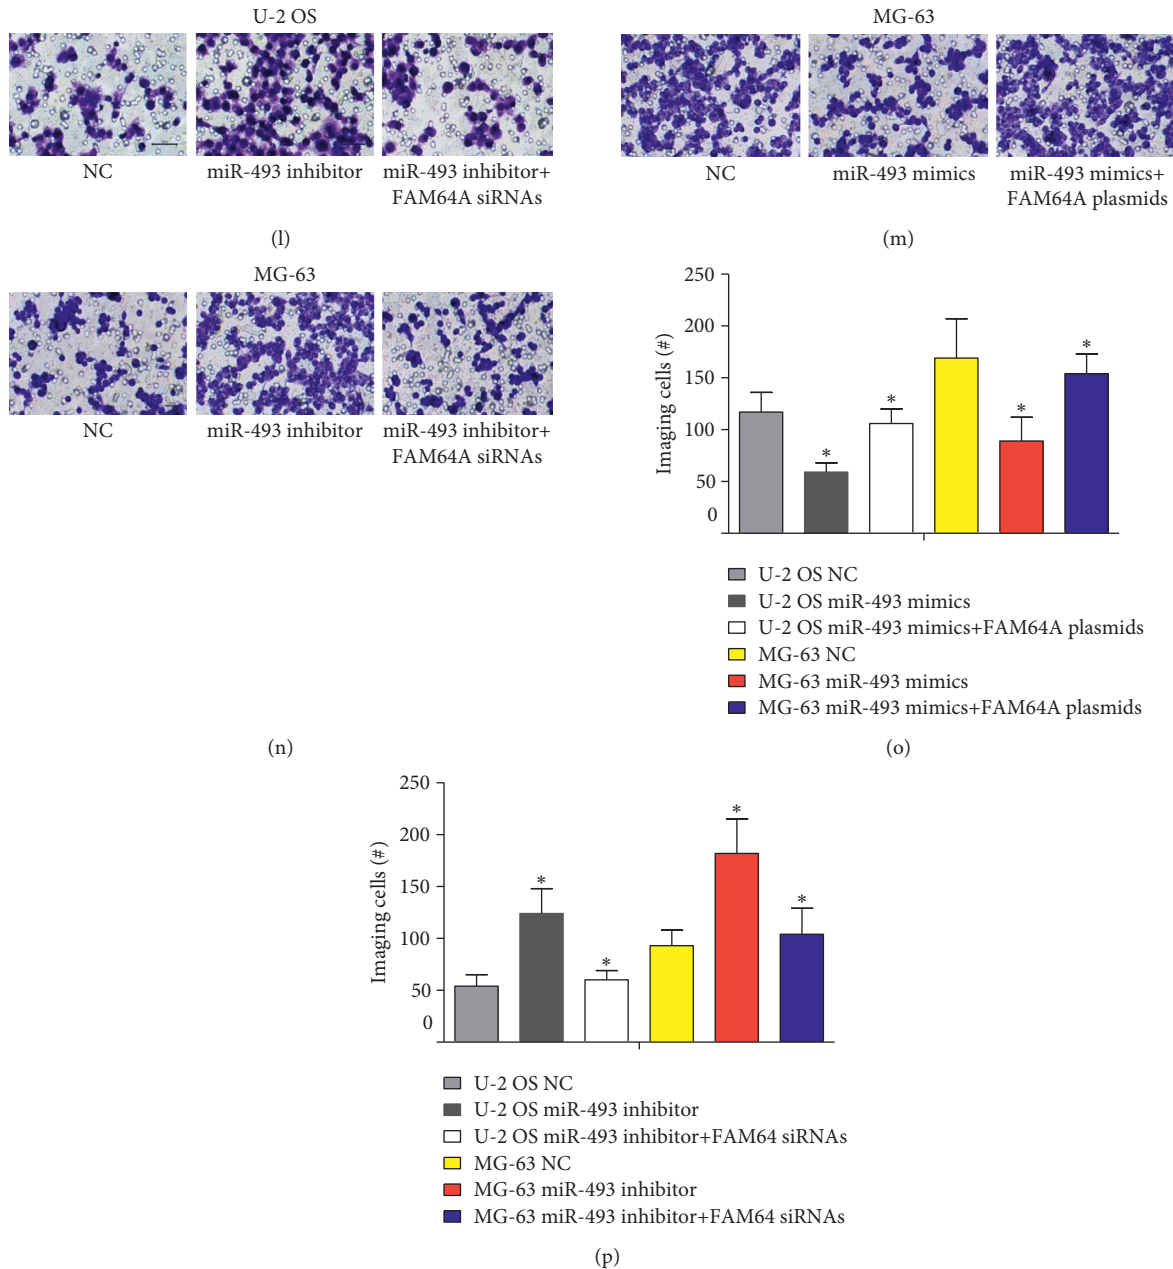 U-2 OS
NC
miR-493 inhibitor
miR-493 inhibitor+
FAM64A siRNAs
(l)
MG-63
NC
miR-493 mimics
miR-493 mimics+
FAM64A plasmids
(m)
MG-63
NC
miR-493 inhibitor
miR-493 inhibitor+
FAM64A siRNAs
(n)
250
200
150
100
50
0
Imaging cells (#)
*
*
*
*
U-2 OS NC
U-2 OS miR-493 mimics
U-2 OS miR-493 mimics+FAM64A plasmids
MG-63 NC
MG-63 miR-493 mimics
MG-63 miR-493 mimics+FAM64A plasmids
(o)
250
200
150
100
50
0
Imaging cells (#)
*
*
*
*
U-2 OS NC
U-2 OS miR-493 inhibitor
U-2 OS miR-493 inhibitor+FAM64 siRNAs
MG-63 NC
MG-63 miR-493 inhibitor
MG-63 miR-493 inhibitor+FAM64 siRNAs
(p)